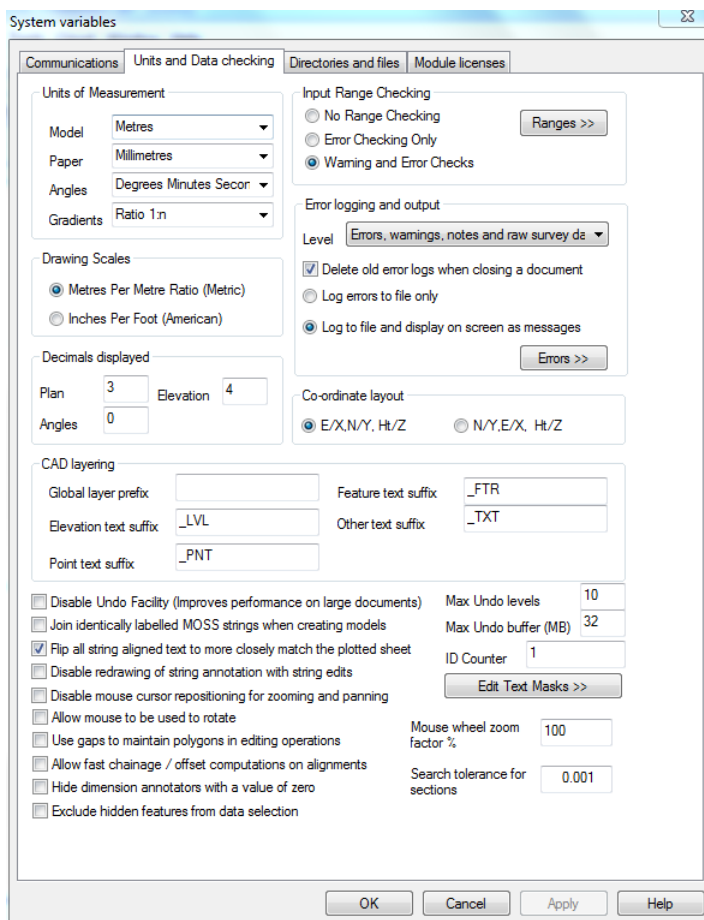 System variables
Communications
Units and Data checking
Directories and files
Module licenses
Units of Measurement
Model Metres
Paper Millimetres
Angles Degrees Minutes Secor
Gradients Ratio 1:n
Input Range Checking
No Range Checking
Error Checking Only
Warning and Error Checks
Ranges >>
Drawing Scales
Metres Per Metre Ratio (Metric)
Inches Per Foot (American)
Error logging and output
Level Errors, warnings, notes and raw survey da
Delete old error logs when closing a document
Log errors to file only
Log to file and display on screen as messages
Errors >>
Decimals displayed
Plan 3 Elevation 4
Angles 0
Co-ordinate layout
E/X,N/Y, Ht/Z N/Y,E/X, Ht/Z
CAD layering
Global layer prefix
Elevation text suffix _LVL
Point text suffix _PNT
Feature text suffix _FTR
Other text suffix _TXT
Disable Undo Facility (Improves performance on large documents)
Join identically labelled MOSS strings when creating models
Flip all string aligned text to more closely match the plotted sheet
Disable redrawing of string annotation with string edits
Disable mouse cursor repositioning for zooming and panning
Allow mouse to be used to rotate
Use gaps to maintain polygons in editing operations
Allow fast chainage / offset computations on alignments
Hide dimension annotators with a value of zero
Exclude hidden features from data selection
Max Undo levels 10
Max Undo buffer (MB) 32
ID Counter 1
Edit Text Masks >>
Mouse wheel zoom
factor % 100
Search tolerance for
sections 0.001
OK Cancel Apply Help